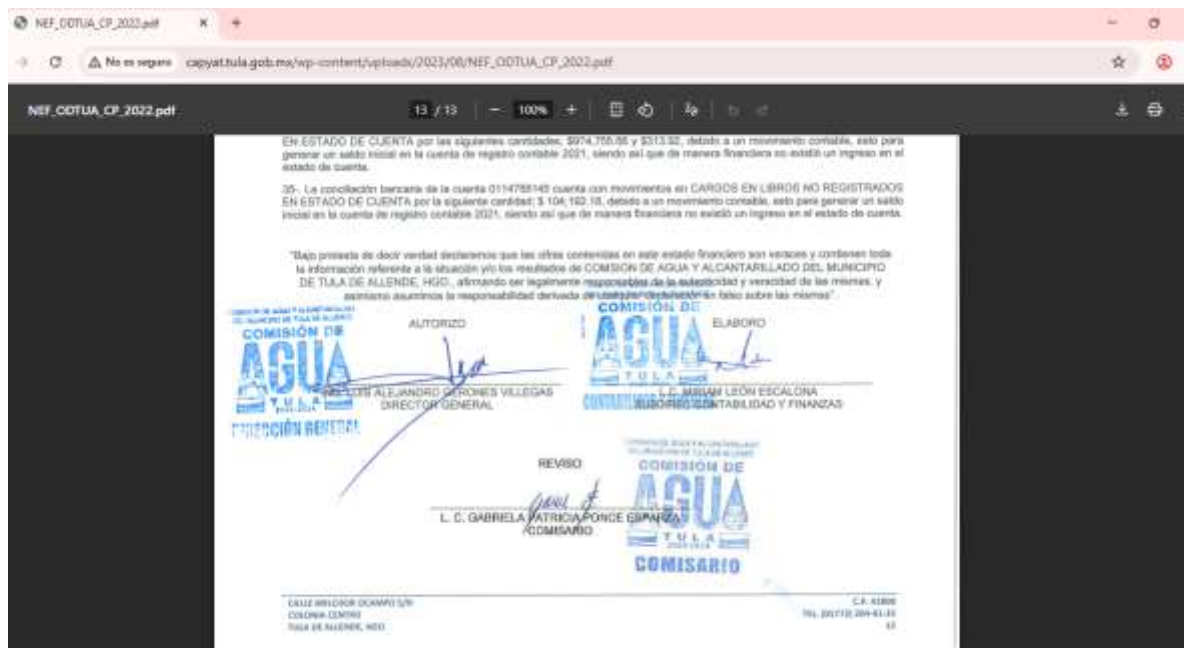 NEF_ODTUA_CP_2022.pdf
No es seguro capyat.tula.gob.mx/wp-content/uploads/2023/08/NEF_ODTUA_CP_2022.pdf
NEF_ODTUA_CP_2022.pdf 13 / 13 100%
EN ESTADO DE CUENTA por las siguientes cantidades, y debido a un movimiento contable, esto para
generar un saldo inicial en la cuenta de registro contable 2021, siendo así que de manera financiera no existió un ingreso en el
estado de cuenta.
35-. La conciliación bancaria de la cuenta cuenta con movimientos en CARGOS EN LIBROS NO REGISTRADOS
EN ESTADO DE CUENTA por la siguiente cantidad; $ 104,192.18, debido a un movimiento contable, esto para generar un saldo
inicial en la cuenta de registro contable 2021, siendo así que de manera financiera no existió un ingreso en el estado de cuenta.
"Bajo protesta de decir verdad declaramos que las cifras contenidas en este estado financiero son veraces y contienen toda
la información referente a la situación y/o los resultados de COMISION DE AGUA Y ALCANTARILLADO DEL MUNICIPIO
DE TULA DE ALLENDE, HGO., afirmando ser legalmente responsables de la autenticidad y veracidad de las mismas, y
asimismo asumimos la responsabilidad derivada de cualquier declaración en falso sobre las mismas".
AUTORIZO
ELABORO
COMISIÓN DE
AGUA
TULA
DIRECCIÓN GENERAL
COMISIÓN DE
AGUA
TULA
LUIS ALEJANDRO VILLEGAS
DIRECTOR GENERAL
L.C. MIRIAM LEÓN ESCALONA
CONTABILIDAD Y FINANZAS
REVISO
L. C. GABRIELA PATRICIA PONCE ESPARZA
COMISARIO
COMISIÓN DE
AGUA
TULA
COMISARIO
CALLE MELCHOR OCAMPO S/N
COLONIA CENTRO
TULA DE ALLENDE, HGO.
C.P. 42800
13